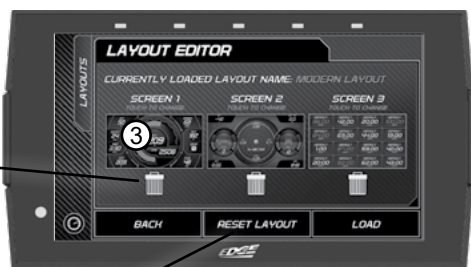 LAYOUT EDITOR
LAYOUTS
CURRENTLY LOADED LAYOUT NAME: MODERN LAYOUT
SCREEN 1 SCREEN 2 SCREEN 3
TOUCH TO CHANGE TOUCH TO CHANGE TOUCH TO CHANGE
3
BACK RESET LAYOUT LOAD
EDGE